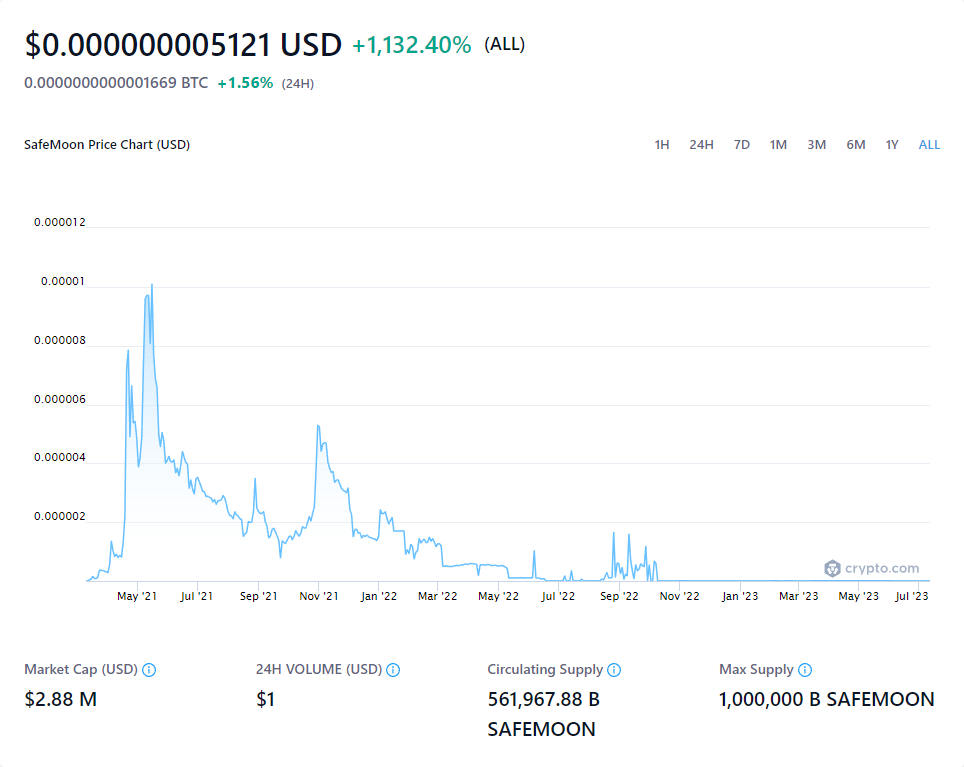 $0.000000005121 USD +1,132.40% (ALL)
0.0000000000001669 BTC +1.56% (24H)
SafeMoon Price Chart (USD) 1H 24H 7D 1M 3M 6M 1Y ALL
0.000012
0.00001
0.000008
0.000006
0.000004
0.000002
crypto.com
May '21 Jul '21 Sep '21 Nov '21 Jan '22 Mar '22 May '22 Jul '22 Sep '22 Nov '22 Jan '23 Mar '23 May '23 Jul '23
Market Cap (USD) 24H VOLUME (USD) Circulating Supply Max Supply
$2.88 M $1 561,967.88 B 1,000,000 B SAFEMOON
SAFEMOON